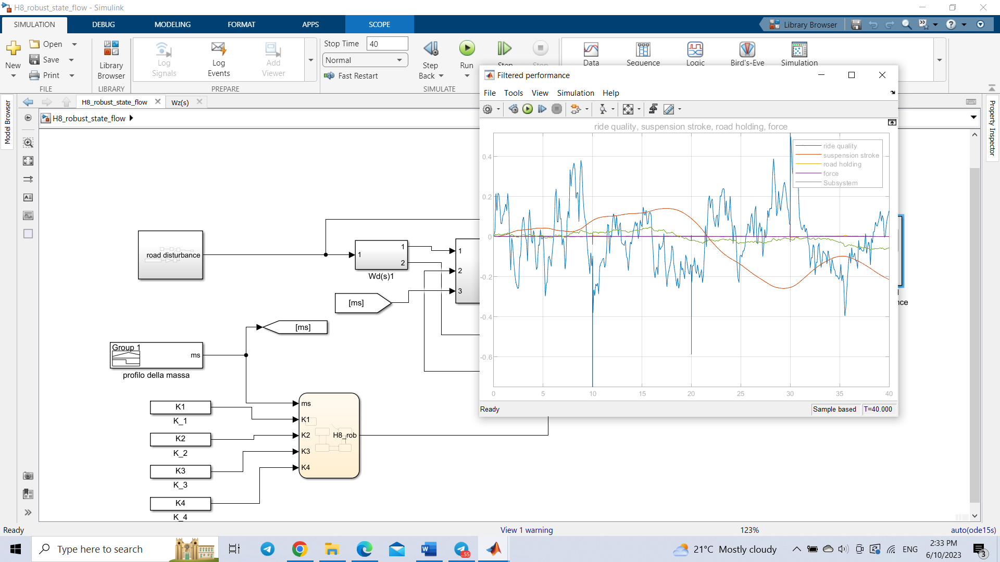 H8_robust_state_flow - Simulink
SIMULATION
DEBUG
MODELING
FORMAT
APPS
SCOPE
Library Browser
New
Open
Save
Print
FILE
Library
Browser
LIBRARY
Log
Signals
Log
Events
Add
Viewer
PREPARE
Stop Time 40
Normal
Fast Restart
Step
Back
Run
Step
Stop
SIMULATE
Data
Sequence
Logic
Bird's-Eye
Simulation
Model Browser
H8_robust_state_flow
Wz(s)
H8_robust_state_flow
Property Inspector
Filtered performance
File Tools View Simulation Help
ride quality, suspension stroke, road holding, force
ride quality
suspension stroke
road holding
force
Subsystem
0.4
0.2
0
-0.2
-0.4
-0.6
0 5 10 15 20 25 30 35 40
Ready
Sample based T=40.000
road disturbance
1
1
2
Wd(s)1
1
2
3
[ms]
[ms]
Group 1
ms
profilo della massa
K1
K_1
K2
K_2
K3
K_3
K4
K_4
ms
K1
K2
K3
K4
H8_rob
nce
Ready
View 1 warning
123%
auto(ode15s)
Type here to search
55
21°C Mostly cloudy
ENG
2:33 PM
6/10/2023
3